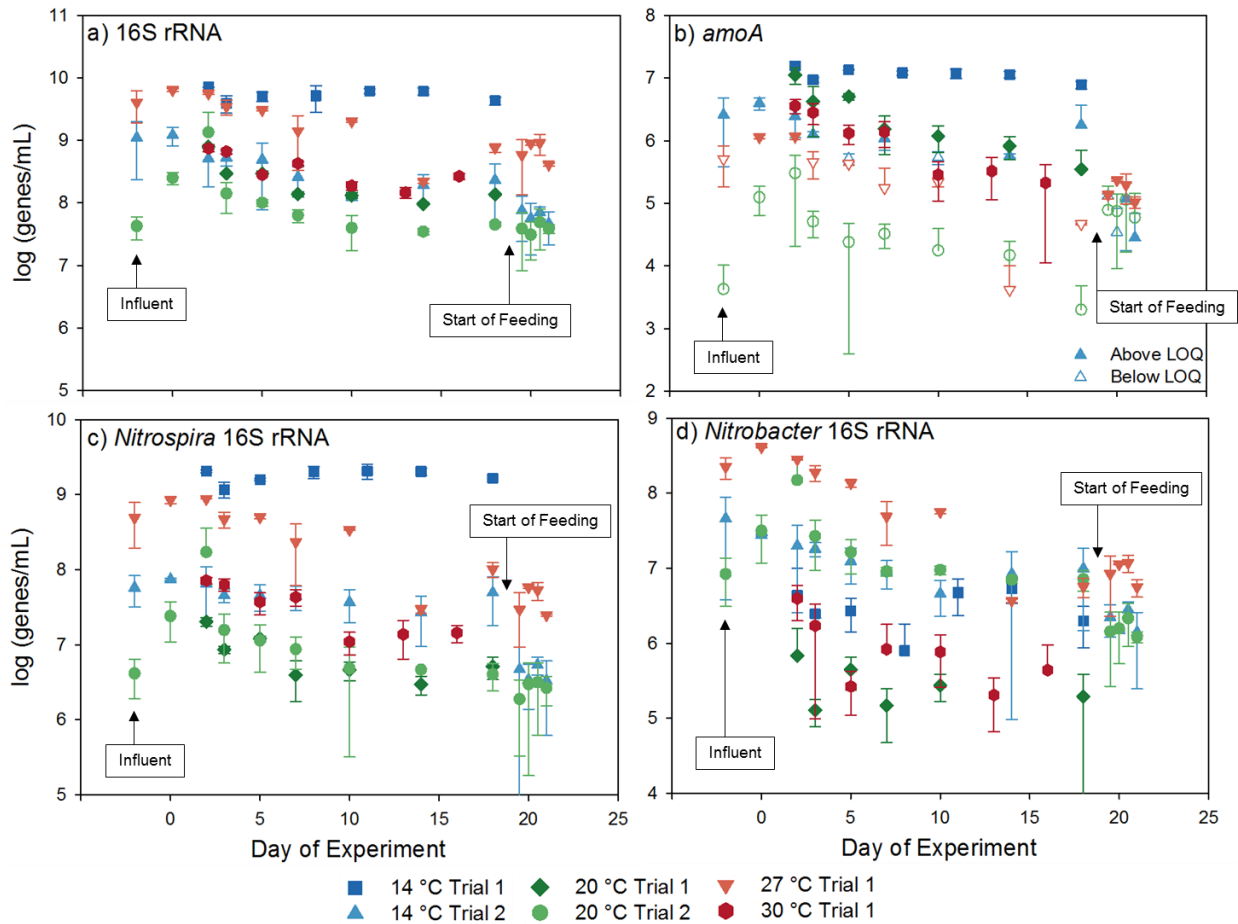 a) 16S rRNA
11
10
9
8
7
6
5
log (genes/mL)
Influent
Start of Feeding
b) amoA
8
7
6
5
4
3
2
Influent
Start of Feeding
Above LOQ
Below LOQ
c) Nitrospira 16S rRNA
10
9
8
7
6
5
log (genes/mL)
Start of Feeding
Influent
0 5 10 15 20 25
Day of Experiment
d) Nitrobacter 16S rRNA
9
8
7
6
5
4
Start of Feeding
Influent
0 5 10 15 20 25
Day of Experiment
14 °C Trial 1 20 °C Trial 1 27 °C Trial 1
14 °C Trial 2 20 °C Trial 2 30 °C Trial 1